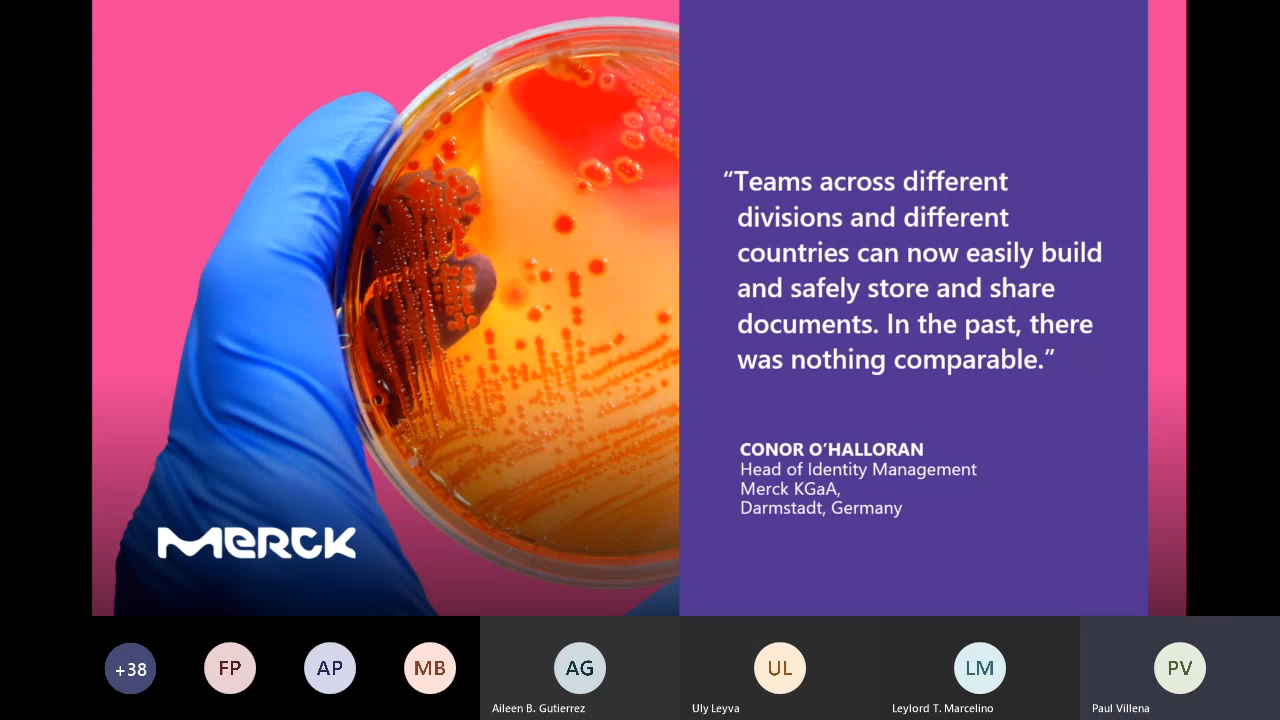 “Teams across different
divisions and different
countries can now easily build
and safely store and share
documents. In the past, there
was nothing comparable.”
CONOR O’HALLORAN
Head of Identity Management
Merck KGaA,
Darmstadt, Germany
MERCK
+38
FP
AP
MB
AG
UL
LM
PV
Aileen B. Gutierrez
Uly Leyva
Leylord T. Marcelino
Paul Villena